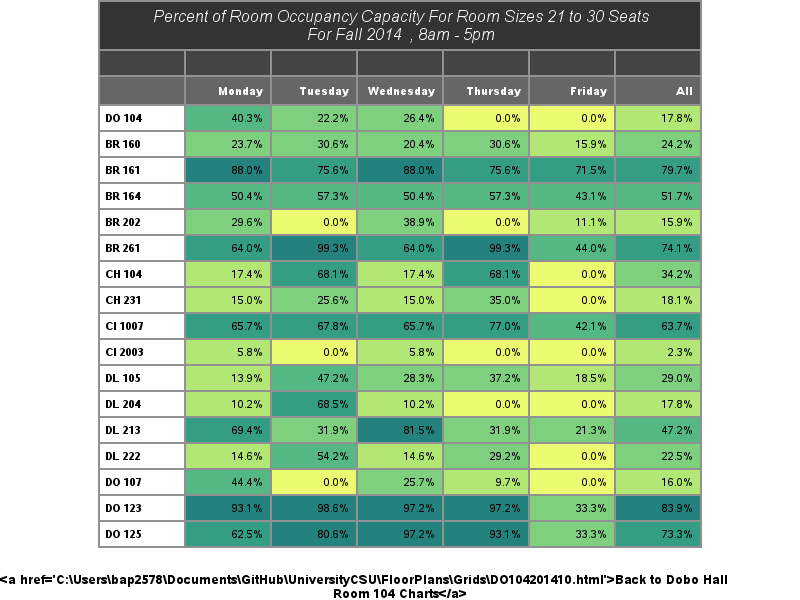 Percent of Room Occupancy Capacity For Room Sizes 21 to 30 Seats
For Fall 2014 , 8am - 5pm
Monday Tuesday Wednesday Thursday Friday All
DO 104 40.3% 22.2% 26.4% 0.0% 0.0% 17.8%
BR 160 23.7% 30.6% 20.4% 30.6% 15.9% 24.2%
BR 161 88.0% 75.6% 88.0% 75.6% 71.5% 79.7%
BR 164 50.4% 57.3% 50.4% 57.3% 43.1% 51.7%
BR 202 29.6% 0.0% 38.9% 0.0% 11.1% 15.9%
BR 261 64.0% 99.3% 64.0% 99.3% 44.0% 74.1%
CH 104 17.4% 68.1% 17.4% 68.1% 0.0% 34.2%
CH 231 15.0% 25.6% 15.0% 35.0% 0.0% 18.1%
CI 1007 65.7% 67.8% 65.7% 77.0% 42.1% 63.7%
CI 2003 5.8% 0.0% 5.8% 0.0% 0.0% 2.3%
DL 105 13.9% 47.2% 28.3% 37.2% 18.5% 29.0%
DL 204 10.2% 68.5% 10.2% 0.0% 0.0% 17.8%
DL 213 69.4% 31.9% 81.5% 31.9% 21.3% 47.2%
DL 222 14.6% 54.2% 14.6% 29.2% 0.0% 22.5%
DO 107 44.4% 0.0% 25.7% 9.7% 0.0% 16.0%
DO 123 93.1% 98.6% 97.2% 97.2% 33.3% 83.9%
DO 125 62.5% 80.6% 97.2% 93.1% 33.3% 73.3%
<a href='C:\Users\bap2578\Documents\GitHub\UniversityCSU\FloorPlans\Grids\DO104201410.html'>Back to Dobo Hall
Room 104 Charts</a>